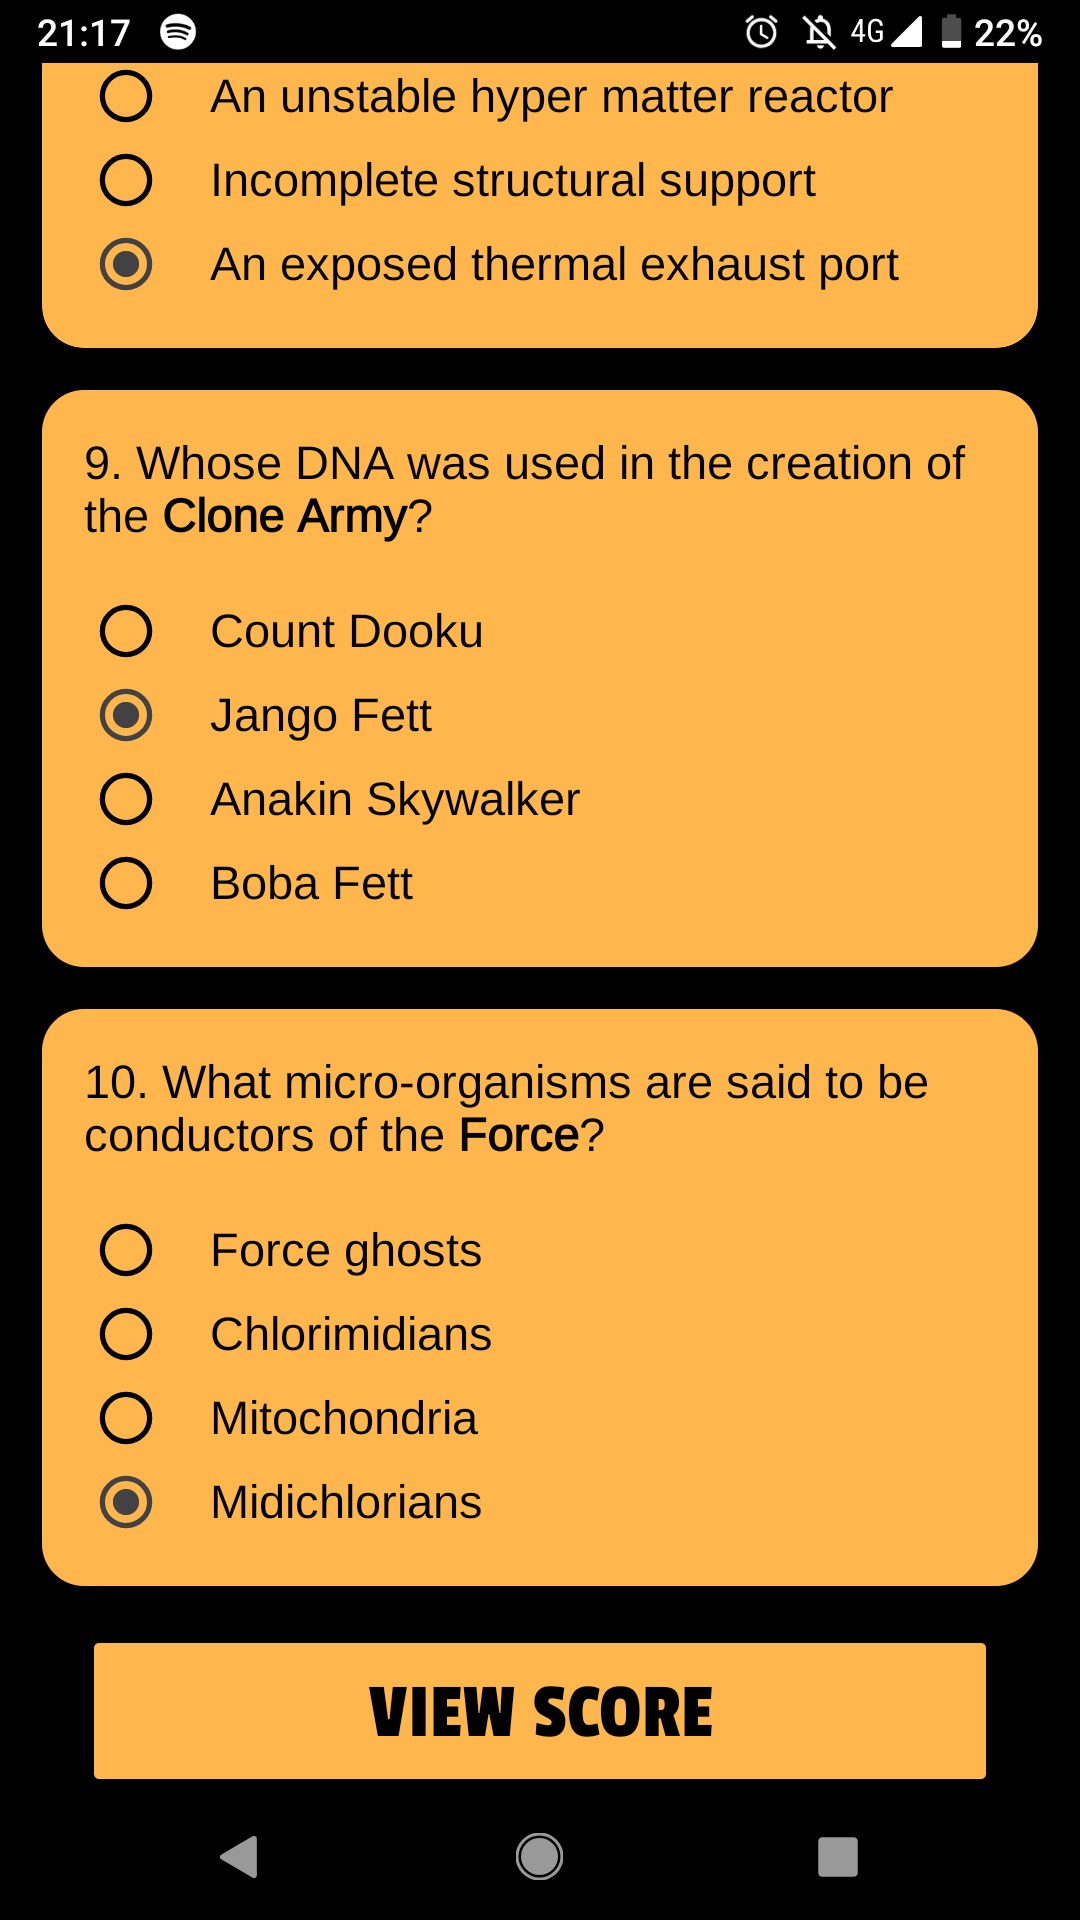 21:17 4G 22%
An unstable hyper matter reactor
Incomplete structural support
An exposed thermal exhaust port
9. Whose DNA was used in the creation of
the Clone Army?
Count Dooku
Jango Fett
Anakin Skywalker
Boba Fett
10. What micro-organisms are said to be
conductors of the Force?
Force ghosts
Chlorimidians
Mitochondria
Midichlorians
VIEW SCORE